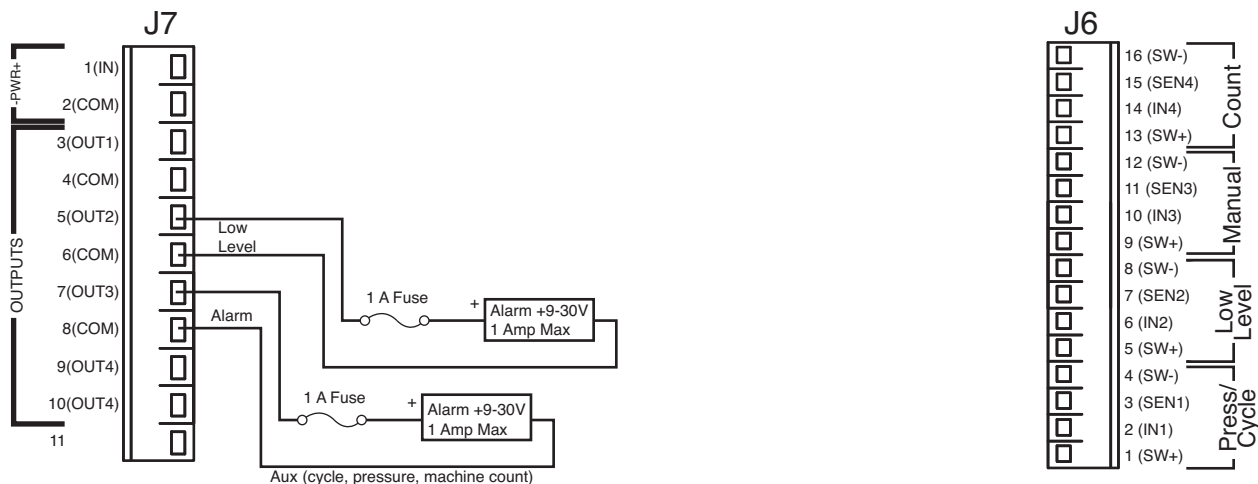 J7
-PWR+
1(IN)
2(COM)
OUTPUTS
3(OUT1)
4(COM)
5(OUT2)
6(COM)
7(OUT3)
8(COM)
9(OUT4)
10(OUT4)
11
Low
Level
1 A Fuse
+
Alarm +9-30V
1 Amp Max
Alarm
1 A Fuse
+
Alarm +9-30V
1 Amp Max
Aux (cycle, pressure, machine count)
J6
16 (SW-)
15 (SEN4)
14 (IN4)
13 (SW+)
Count
12 (SW-)
11 (SEN3)
10 (IN3)
9 (SW+)
Manual
8 (SW-)
7 (SEN2)
6 (IN2)
5 (SW+)
Low
Level
4 (SW-)
3 (SEN1)
2 (IN1)
1 (SW+)
Press/
Cycle